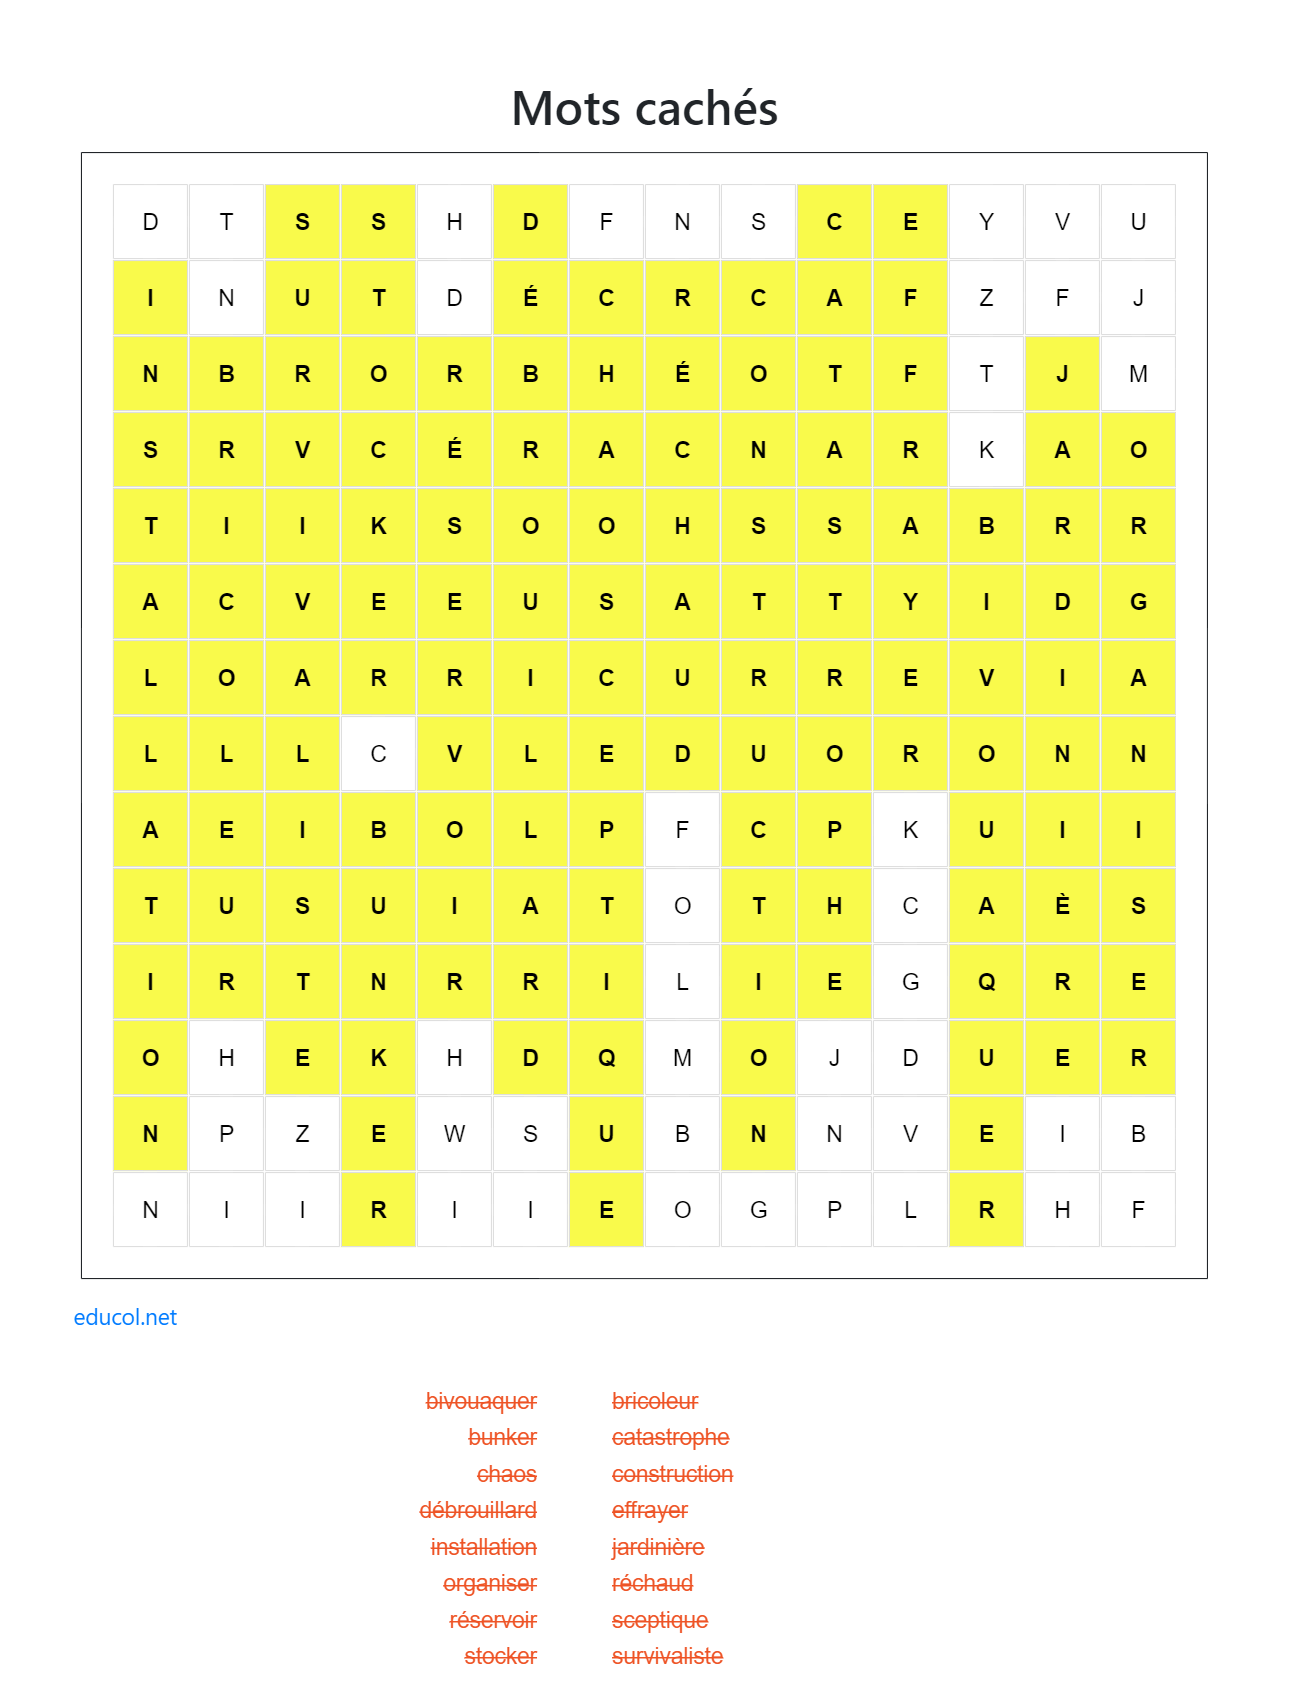 Mots cachés
D T S S H D F N S C E Y V U
I N U T D É C R C A F Z F J
N B R O R B H É O T F T J M
S R V C É R A C N A R K A O
T I I K S O O H S S A B R R
A C V E E U S A T T Y I D G
L O A R R I C U R R E V I A
L L L C V L E D U O R O N N
A E I B O L P F C P K U I I
T U S U I A T O T H C A È S
I R T N R R I L I E G Q R E
O H E K H D Q M O J D U E R
N P Z E W S U B N N V E I B
N I I R I I E O G P L R H F
educol.net
bivouaquer bricoleur
bunker catastrophe
chaos construction
débrouillard effrayer
installation jardinière
organiser réchaud
réservoir sceptique
stocker survivaliste